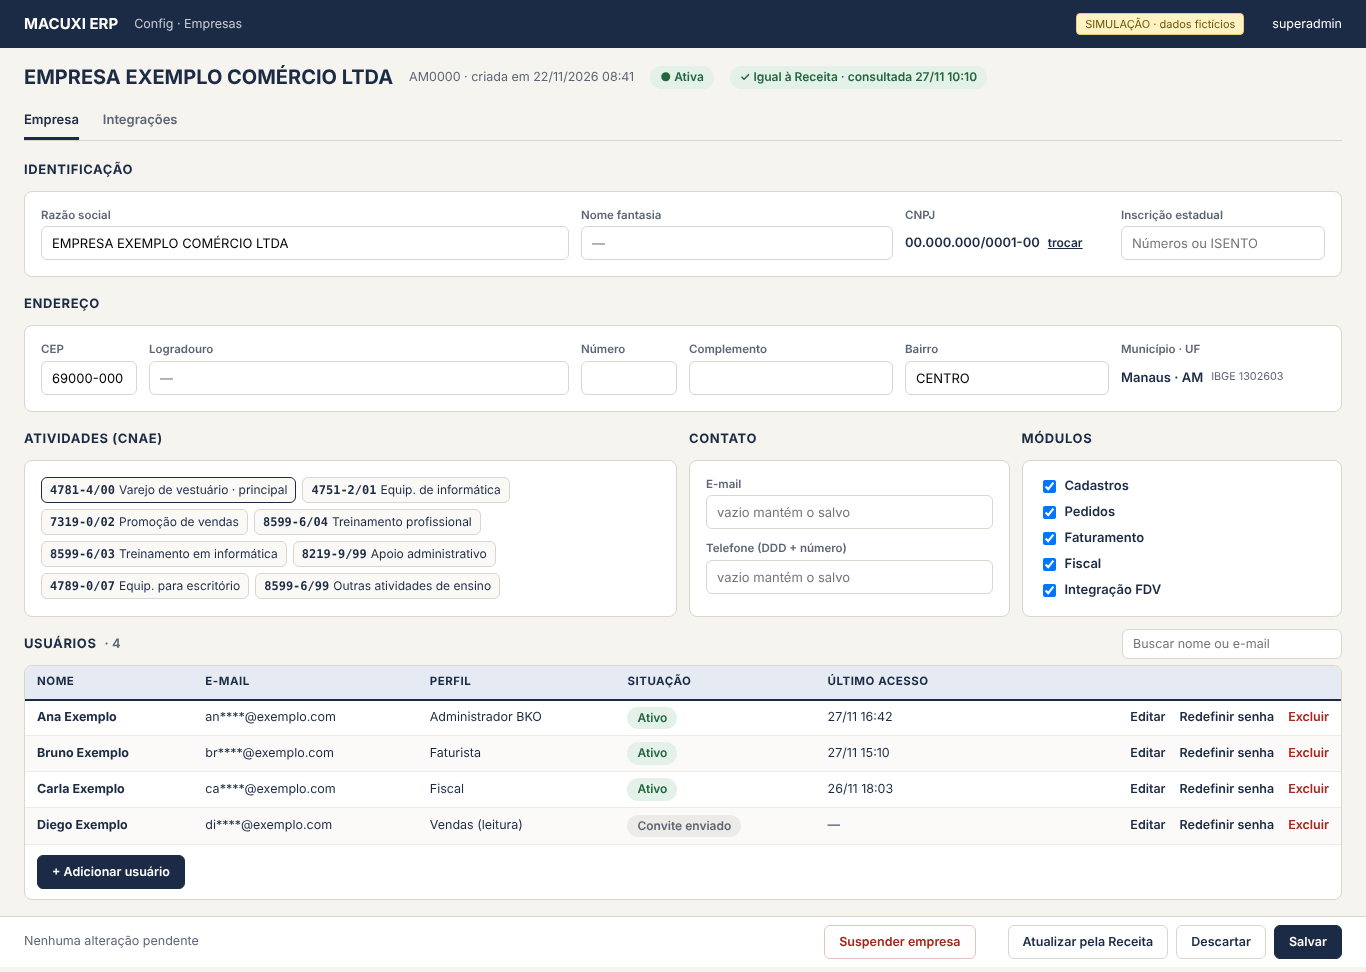 MACUXI ERP Config · Empresas SIMULAÇÃO · dados fictícios superadmin
EMPRESA EXEMPLO COMÉRCIO LTDA AM0000 · criada em 22/11/2026 08:41 ● Ativa ✓ Igual à Receita · consultada 27/11 10:10
Empresa Integrações
IDENTIFICAÇÃO
Razão social Nome fantasia CNPJ Inscrição estadual
EMPRESA EXEMPLO COMÉRCIO LTDA — 00.000.000/0001-00 trocar Números ou ISENTO
ENDEREÇO
CEP Logradouro Número Complemento Bairro Município · UF
69000-000 — CENTRO Manaus · AM IBGE 1302603
ATIVIDADES (CNAE)
4781-4/00 Varejo de vestuário · principal 4751-2/01 Equip. de informática
7319-0/02 Promoção de vendas 8599-6/04 Treinamento profissional
8599-6/03 Treinamento em informática 8219-9/99 Apoio administrativo
4789-0/07 Equip. para escritório 8599-6/99 Outras atividades de ensino
CONTATO
E-mail
vazio mantém o salvo
Telefone (DDD + número)
vazio mantém o salvo
MÓDULOS
Cadastros
Pedidos
Faturamento
Fiscal
Integração FDV
USUÁRIOS · 4 Buscar nome ou e-mail
NOME E-MAIL PERFIL SITUAÇÃO ÚLTIMO ACESSO
Ana Exemplo an****@exemplo.com Administrador BKO Ativo 27/11 16:42 Editar Redefinir senha Excluir
Bruno Exemplo br****@exemplo.com Faturista Ativo 27/11 15:10 Editar Redefinir senha Excluir
Carla Exemplo ca****@exemplo.com Fiscal Ativo 26/11 18:03 Editar Redefinir senha Excluir
Diego Exemplo di****@exemplo.com Vendas (leitura) Convite enviado — Editar Redefinir senha Excluir
+ Adicionar usuário
Nenhuma alteração pendente Suspender empresa Atualizar pela Receita Descartar Salvar